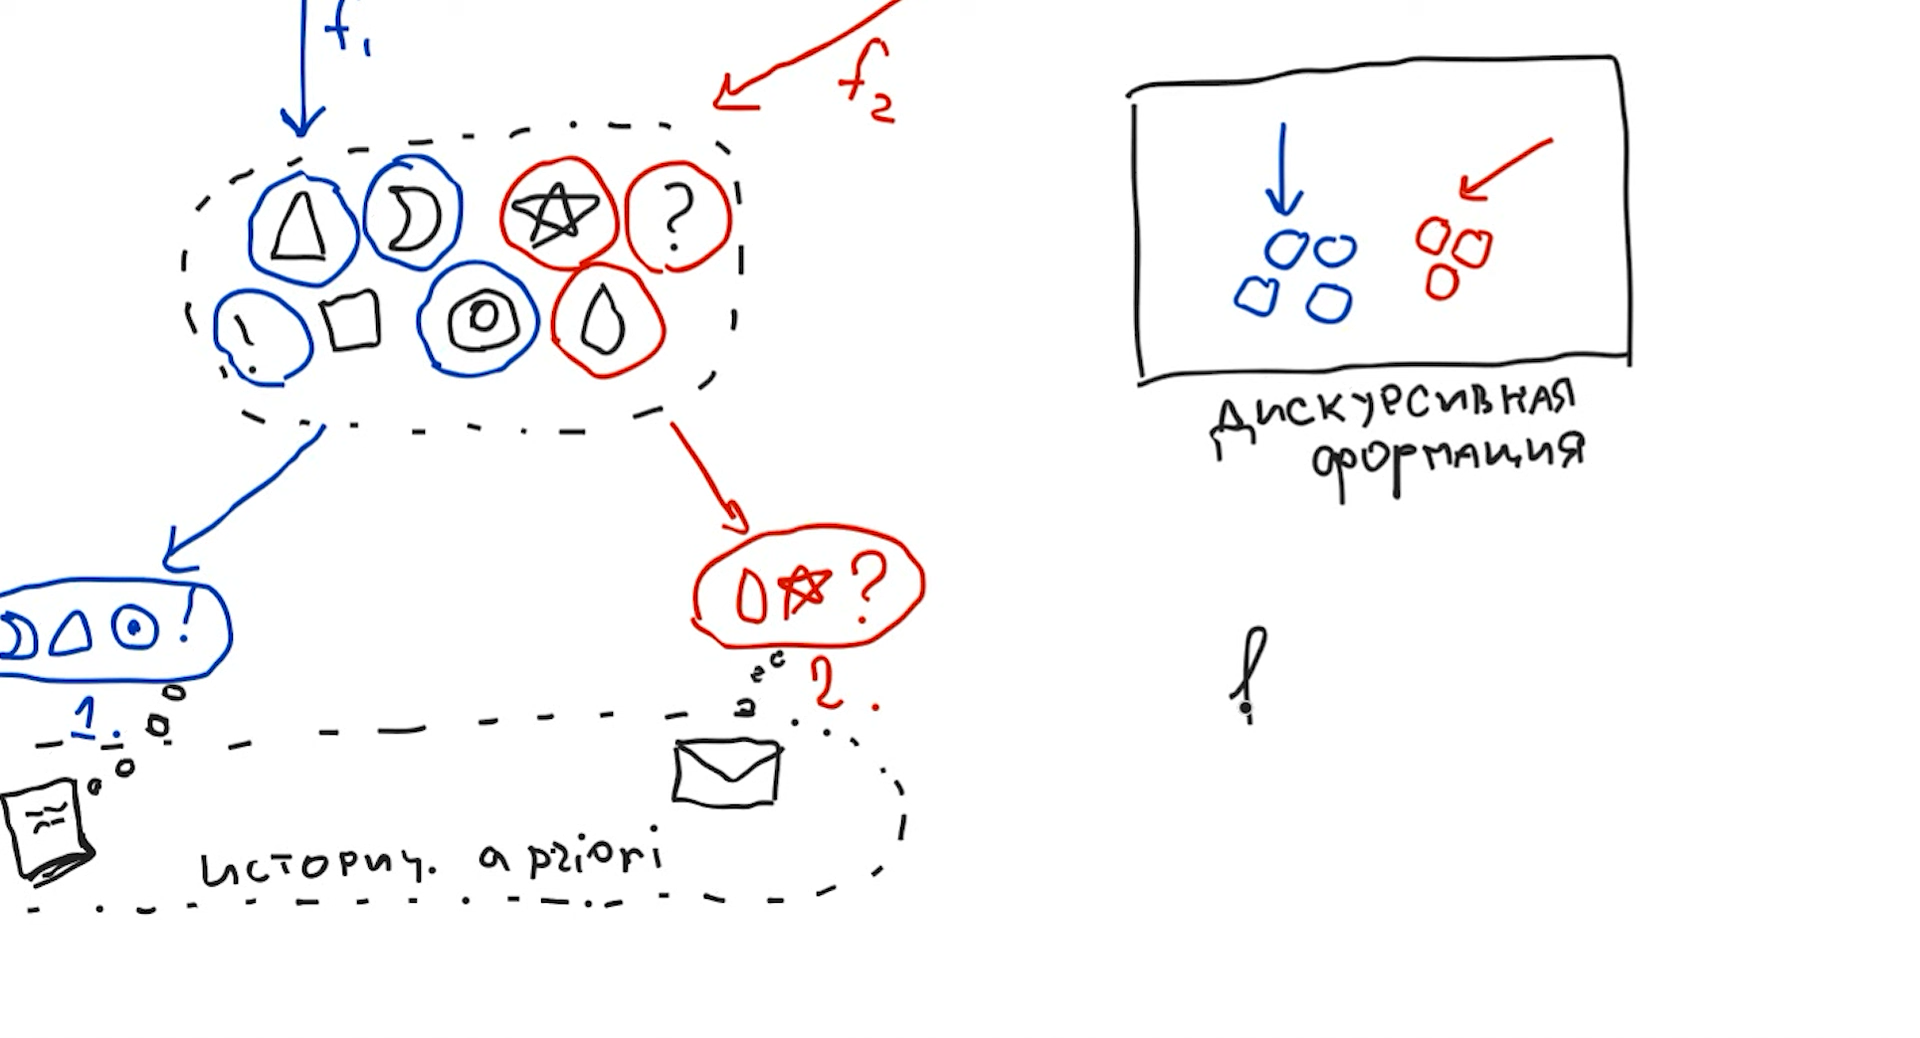 f₁
f₂
?
!
дискурсивная
формация
!
?
1.
2.
историч. a priori
f